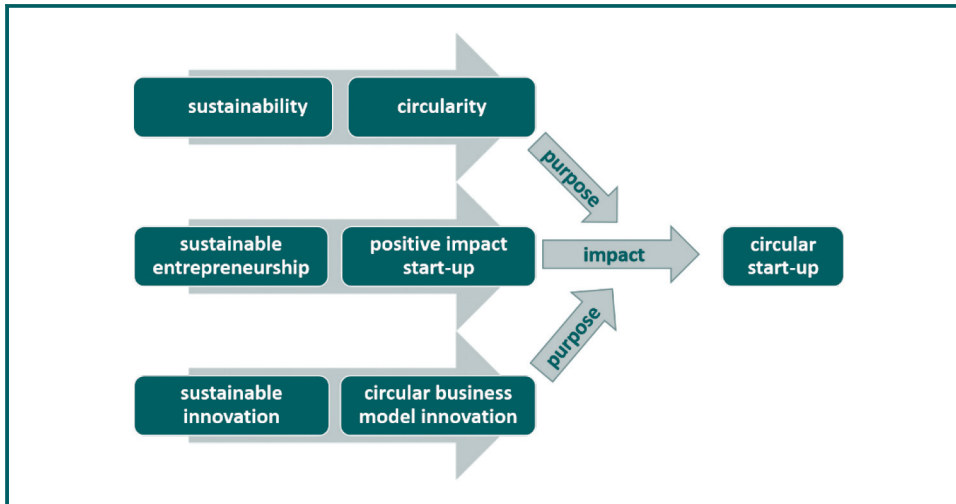 sustainability
circularity
purpose
sustainable
entrepreneurship
positive impact
start-up
impact
circular
start-up
purpose
sustainable
innovation
circular business
model innovation